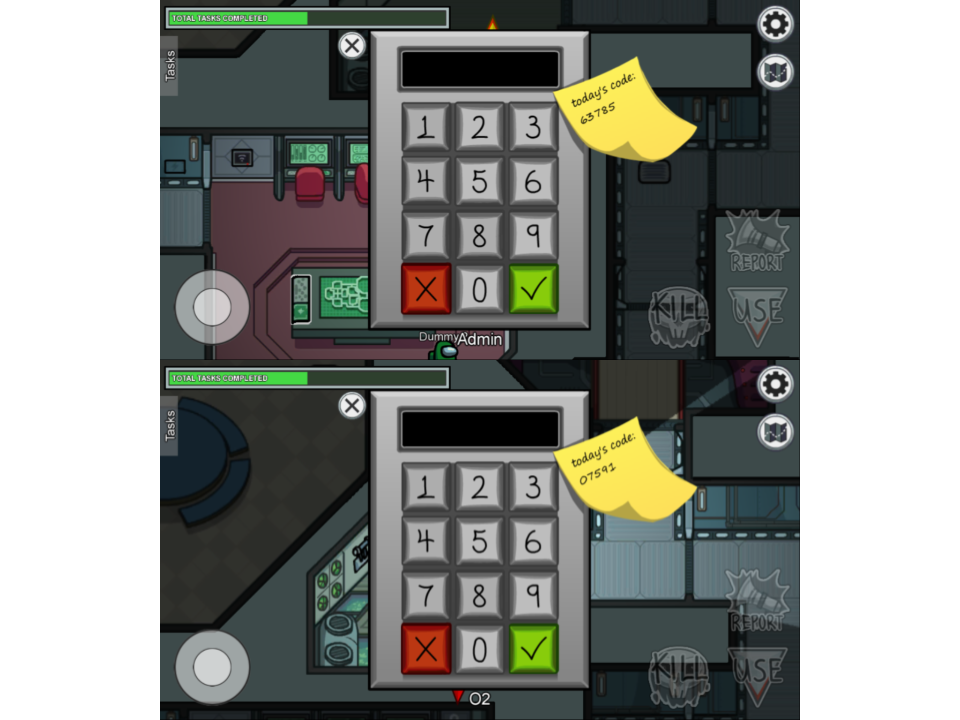 TOTAL TASKS COMPLETED
Tasks
today's code:
63785
1 2 3
4 5 6
7 8 9
0
REPORT
KILL
USE
Dummy
Admin
TOTAL TASKS COMPLETED
Tasks
today's code:
07591
1 2 3
4 5 6
7 8 9
0
REPORT
KILL
USE
O2